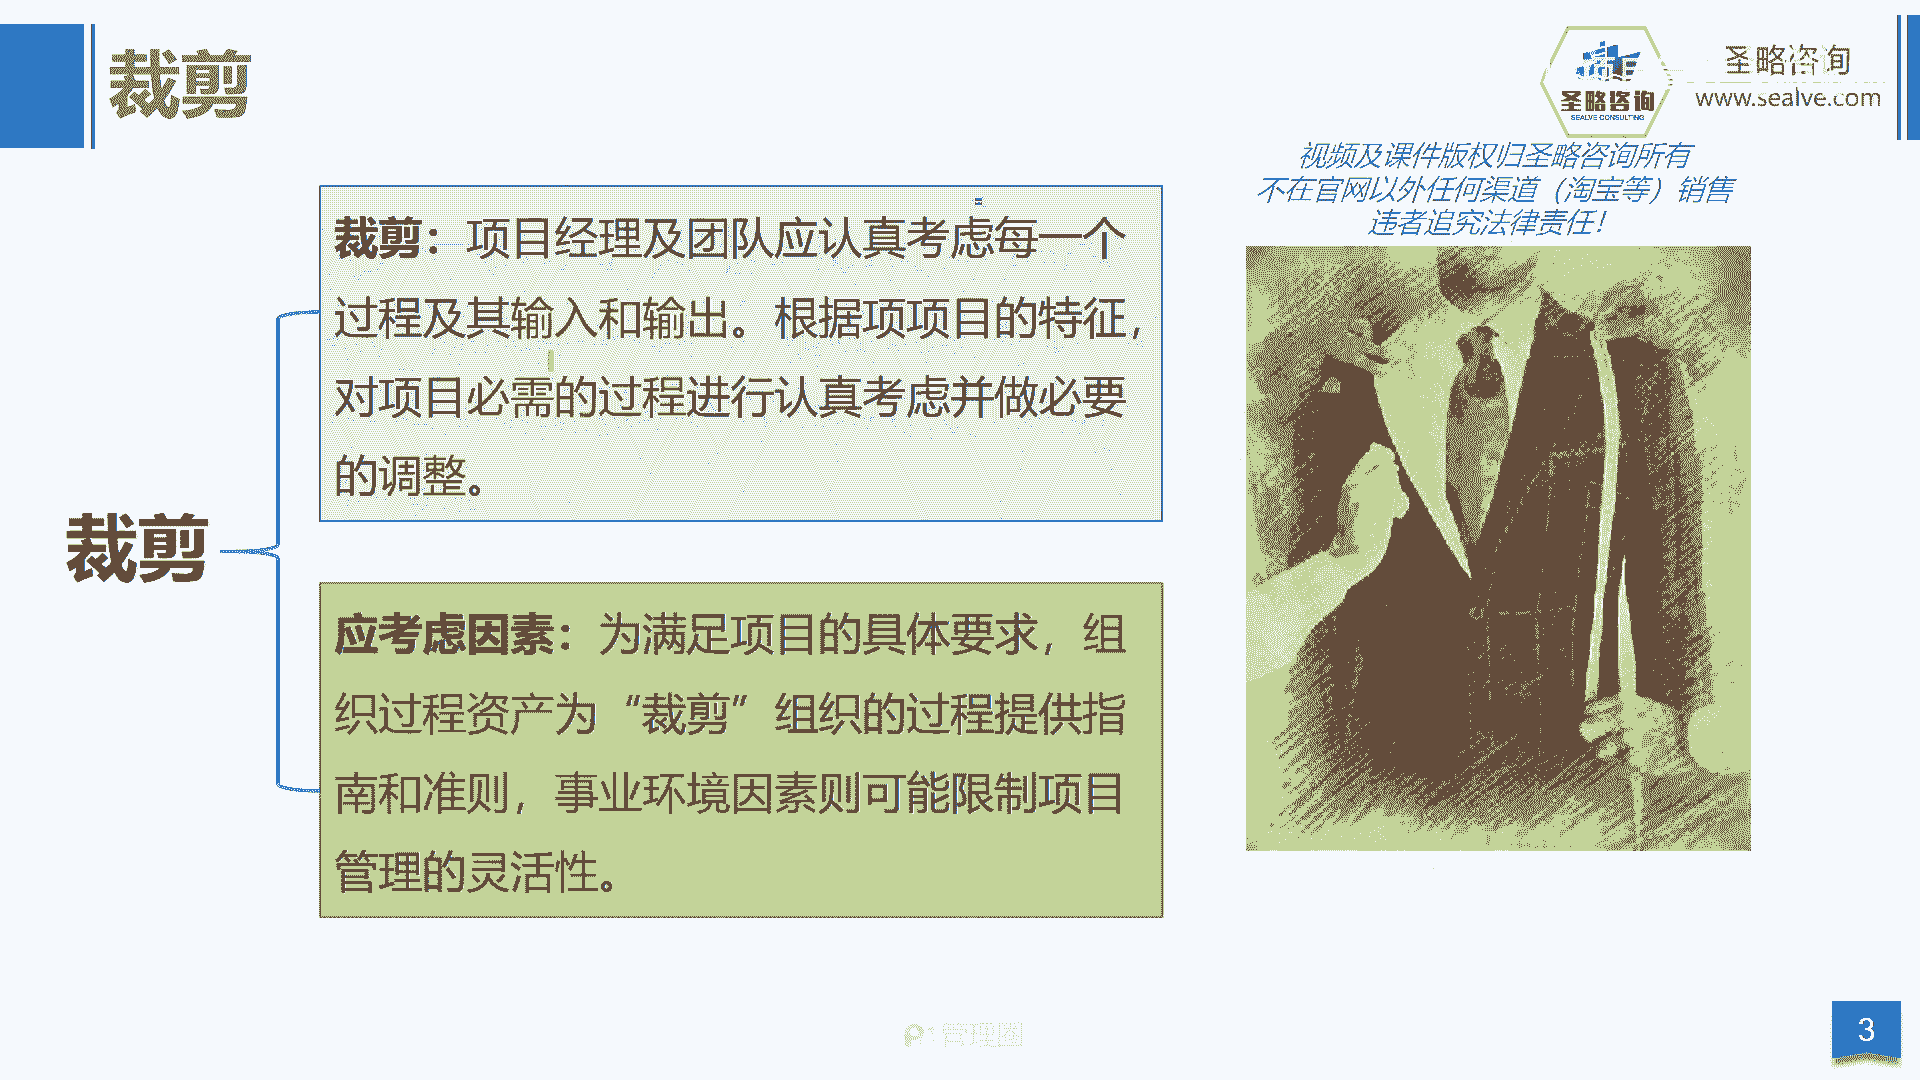 裁剪
圣略咨询
SEALVE CONSULTING
圣略咨询
www.sealve.com
视频及课件版权归圣略咨询所有
不在官网以外任何渠道（淘宝等）销售
违者追究法律责任！
裁剪：项目经理及团队应认真考虑每一个
过程及其输入和输出。根据项项目的特征，
对项目必需的过程进行认真考虑并做必要
的调整。
裁剪
应考虑因素：为满足项目的具体要求，组
织过程资产为“裁剪”组织的过程提供指
南和准则，事业环境因素则可能限制项目
管理的灵活性。
管理圈
3